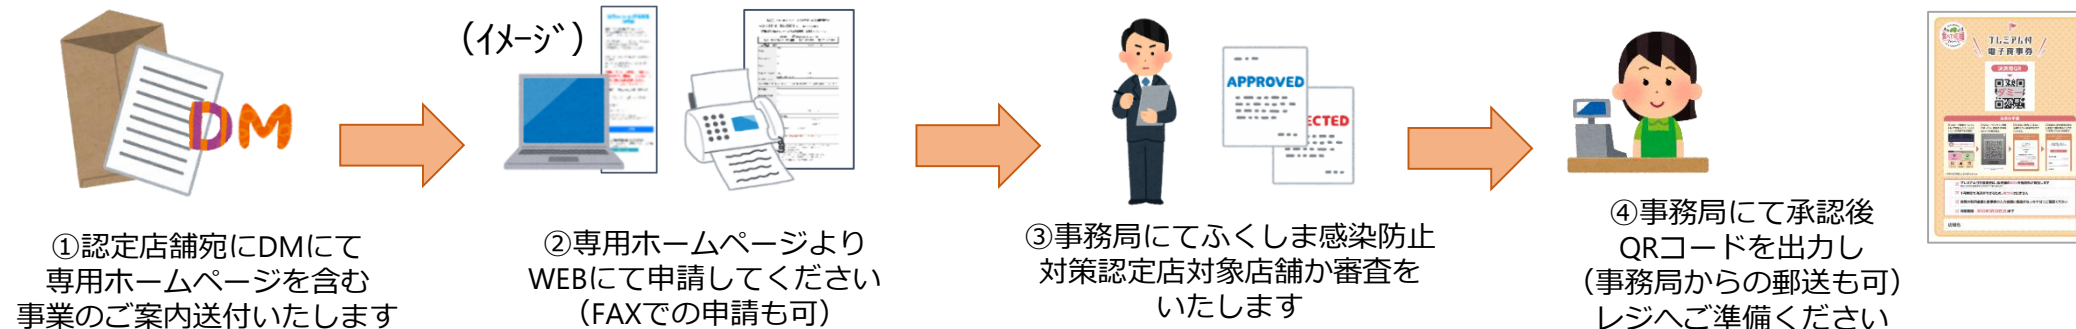 DM
①認定店舗宛にDMにて
専用ホームページを含む
事業のご案内送付いたします
(イメージ)
②専用ホームページより
WEBにて申請してください
（FAXでの申請も可）
APPROVED
ECTED
③事務局にてふくしま感染防止
対策認定店対象店舗か審査を
いたします
④事務局にて承認後
QRコードを出力し
（事務局からの郵送も可）
レジへご準備ください
プレミアム付
電子食事券
ダミー